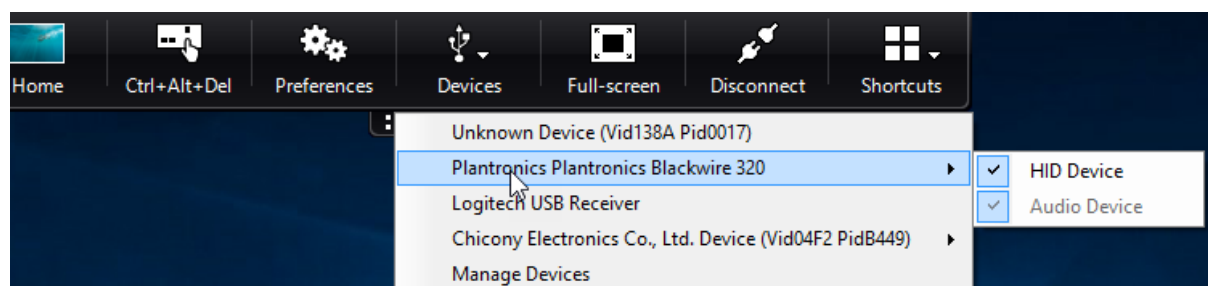 Home Ctrl+Alt+Del Preferences Devices Full-screen Disconnect Shortcuts
Unknown Device (Vid138A Pid0017)
Plantronics Plantronics Blackwire 320
HID Device
Logitech USB Receiver
Audio Device
Chicony Electronics Co., Ltd. Device (Vid04F2 PidB449)
Manage Devices